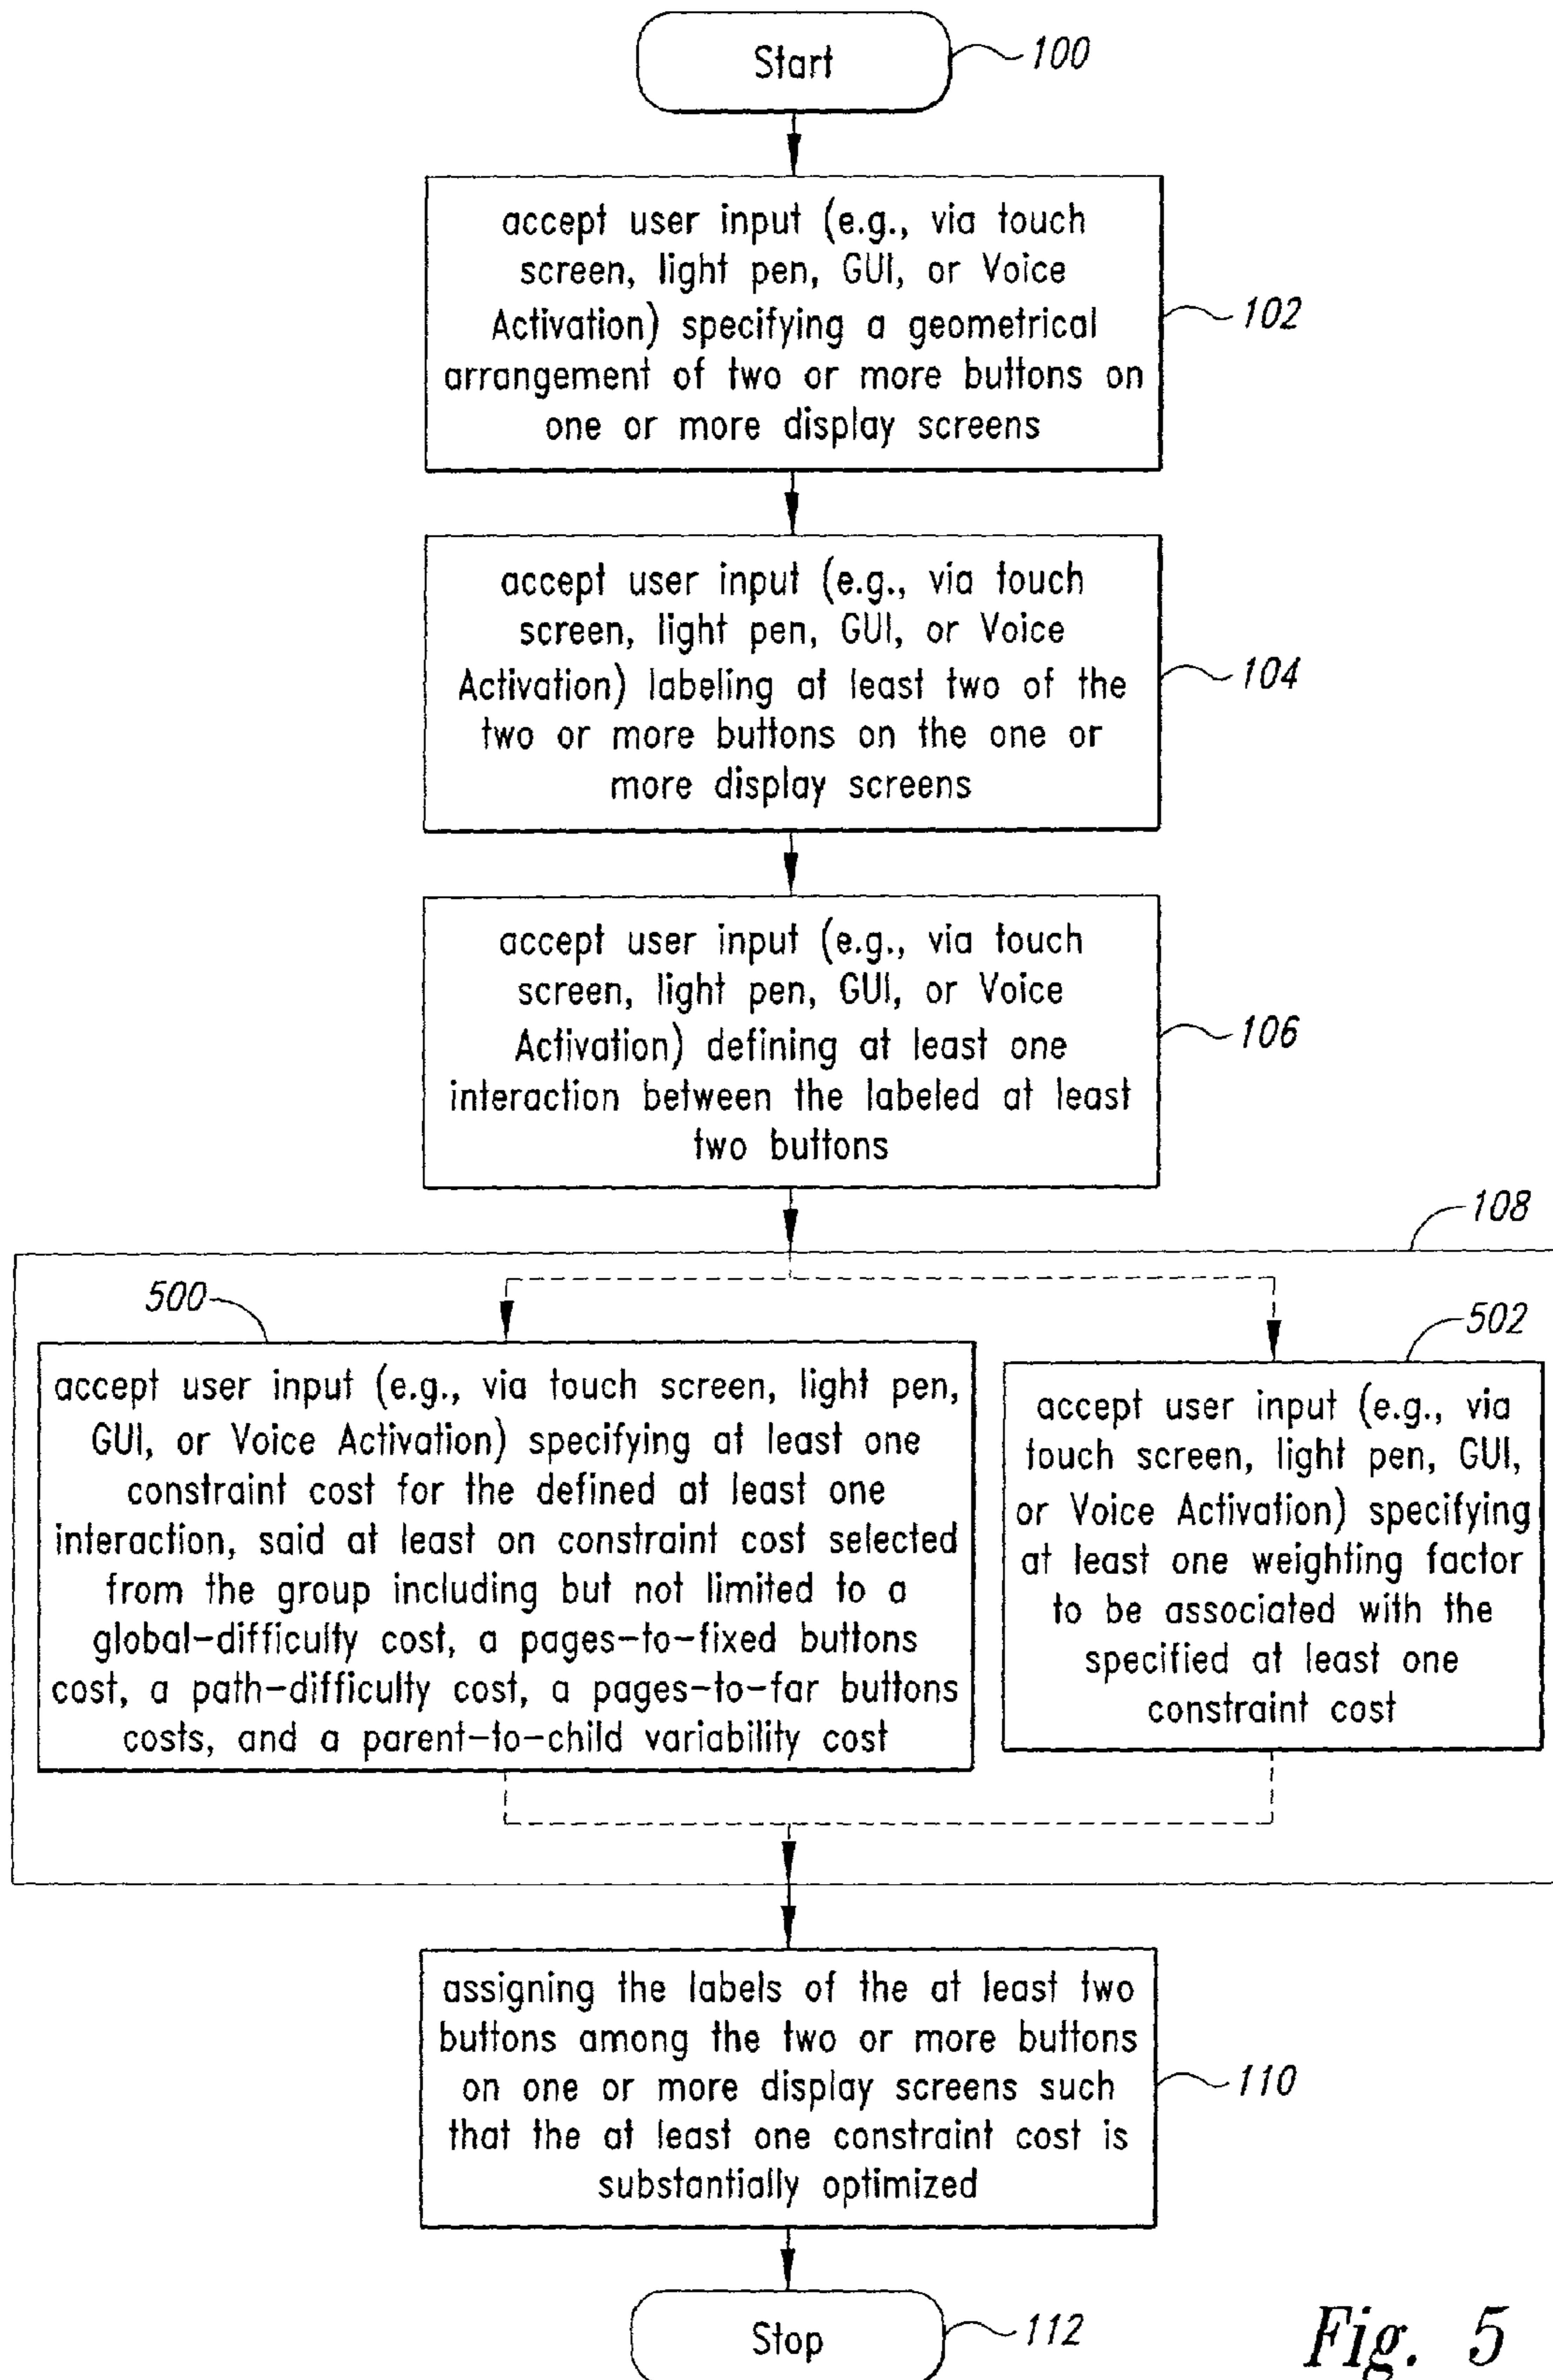 Start
100
accept user input (e.g., via touch
screen, light pen, GUI, or Voice
Activation) specifying a geometrical
arrangement of two or more buttons on
one or more display screens
102
accept user input (e.g., via touch
screen, light pen, GUI, or Voice
Activation) labeling at least two of the
two or more buttons on the one or
more display screens
104
accept user input (e.g., via touch
screen, light pen, GUI, or Voice
Activation) defining at least one
interaction between the labeled at least
two buttons
106
108
500
accept user input (e.g., via touch screen, light pen,
GUI, or Voice Activation) specifying at least one
constraint cost for the defined at least one
interaction, said at least on constraint cost selected
from the group including but not limited to a
global-difficulty cost, a pages-to-fixed buttons
cost, a path-difficulty cost, a pages-to-far buttons
costs, and a parent-to-child variability cost
502
accept user input (e.g., via
touch screen, light pen, GUI,
or Voice Activation) specifying
at least one weighting factor
to be associated with the
specified at least one
constraint cost
assigning the labels of the at least two
buttons among the two or more buttons
on one or more display screens such
that the at least one constraint cost is
substantially optimized
110
Stop
112
Fig. 5